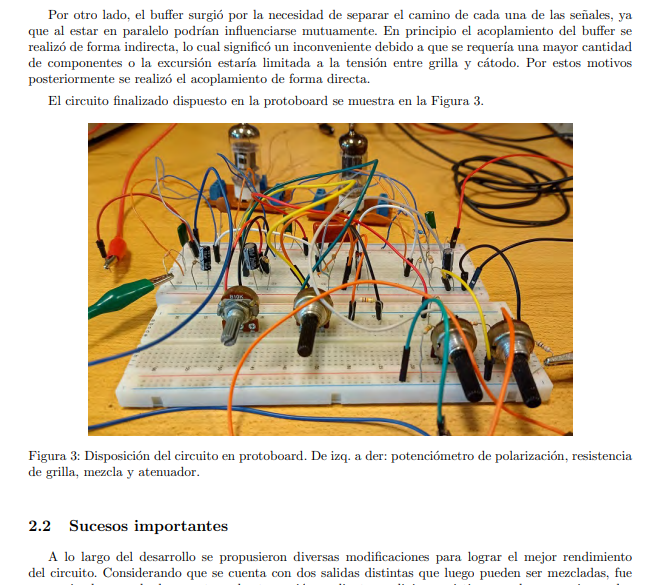 Por otro lado, el buffer surgió por la necesidad de separar el camino de cada una de las señales, ya
que al estar en paralelo podrían influenciarse mutuamente. En principio el acoplamiento del buffer se
realizó de forma indirecta, lo cual significó un inconveniente debido a que se requería una mayor cantidad
de componentes o la excursión estaría limitada a la tensión entre grilla y cátodo. Por estos motivos
posteriormente se realizó el acoplamiento de forma directa.
El circuito finalizado dispuesto en la protoboard se muestra en la Figura 3.
B10K
Figura 3: Disposición del circuito en protoboard. De izq. a der: potenciómetro de polarización, resistencia
de grilla, mezcla y atenuador.
2.2 Sucesos importantes
A lo largo del desarrollo se propusieron diversas modificaciones para lograr el mejor rendimiento
del circuito. Considerando que se cuenta con dos salidas distintas que luego pueden ser mezcladas, fue